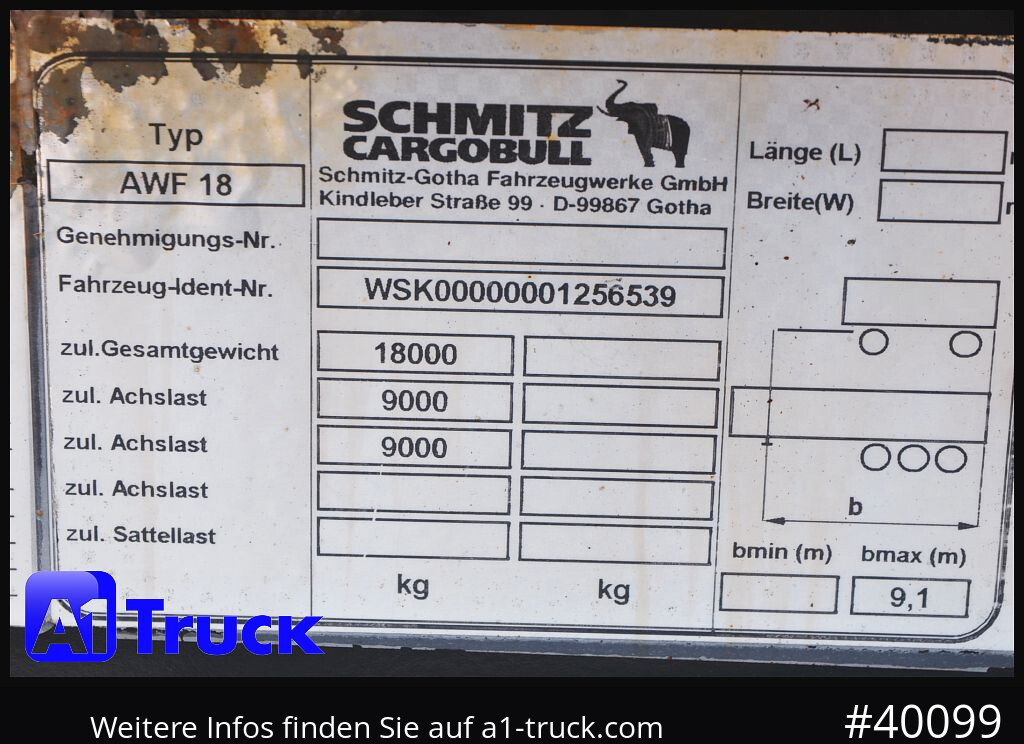 Typ
AWF 18
SCHMITZ
CARGOBULL
Schmitz-Gotha Fahrzeugwerke GmbH
Kindleber Straße 99 · D-99867 Gotha
Genehmigungs-Nr.
Fahrzeug-Ident-Nr. WSK00000001256539
zul.Gesamtgewicht 18000
zul. Achslast 9000
zul. Achslast 9000
zul. Achslast
zul. Sattellast
kg kg
Länge (L)
Breite(W)
b
bmin (m) bmax (m)
9,1
A1 Truck
Weitere Infos finden Sie auf a1-truck.com
#40099